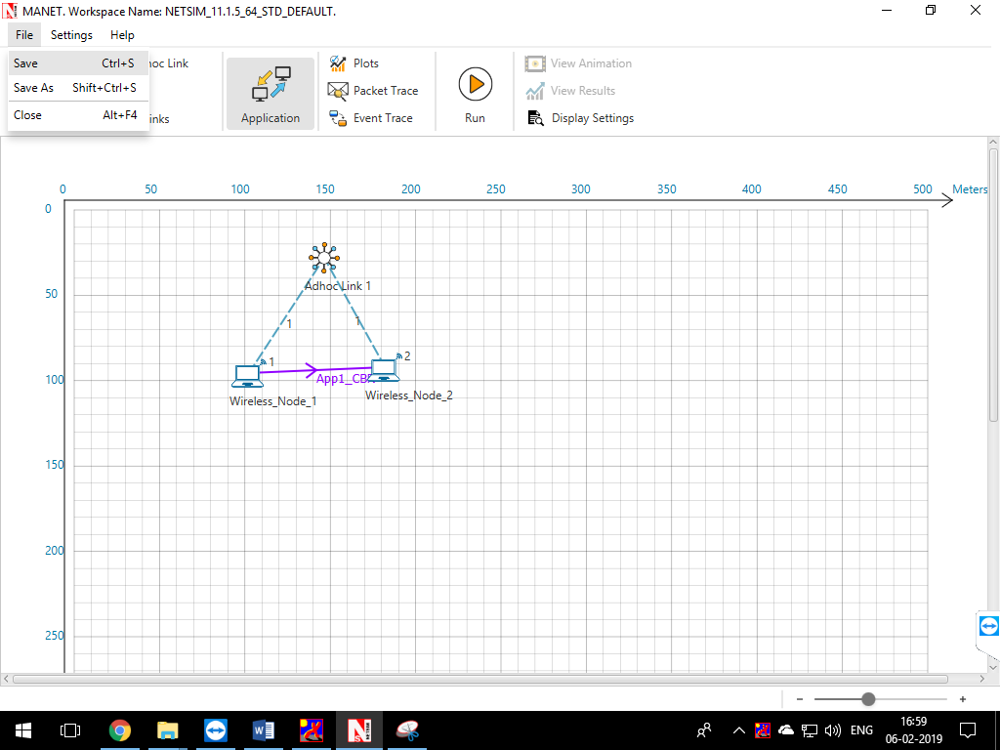 MANET. Workspace Name: NETSIM_11.1.5_64_STD_DEFAULT.
File Settings Help
Save Ctrl+S
Save As Shift+Ctrl+S
Close Alt+F4
hoc Link
inks
Application
Plots
Packet Trace
Event Trace
Run
View Animation
View Results
Display Settings
0 50 100 150 200 250 300 350 400 450 500 Meters
0
50
100
150
200
250
Adhoc Link 1
1
1
1
2
App1_CB
Wireless_Node_1
Wireless_Node_2
ENG
16:59
06-02-2019